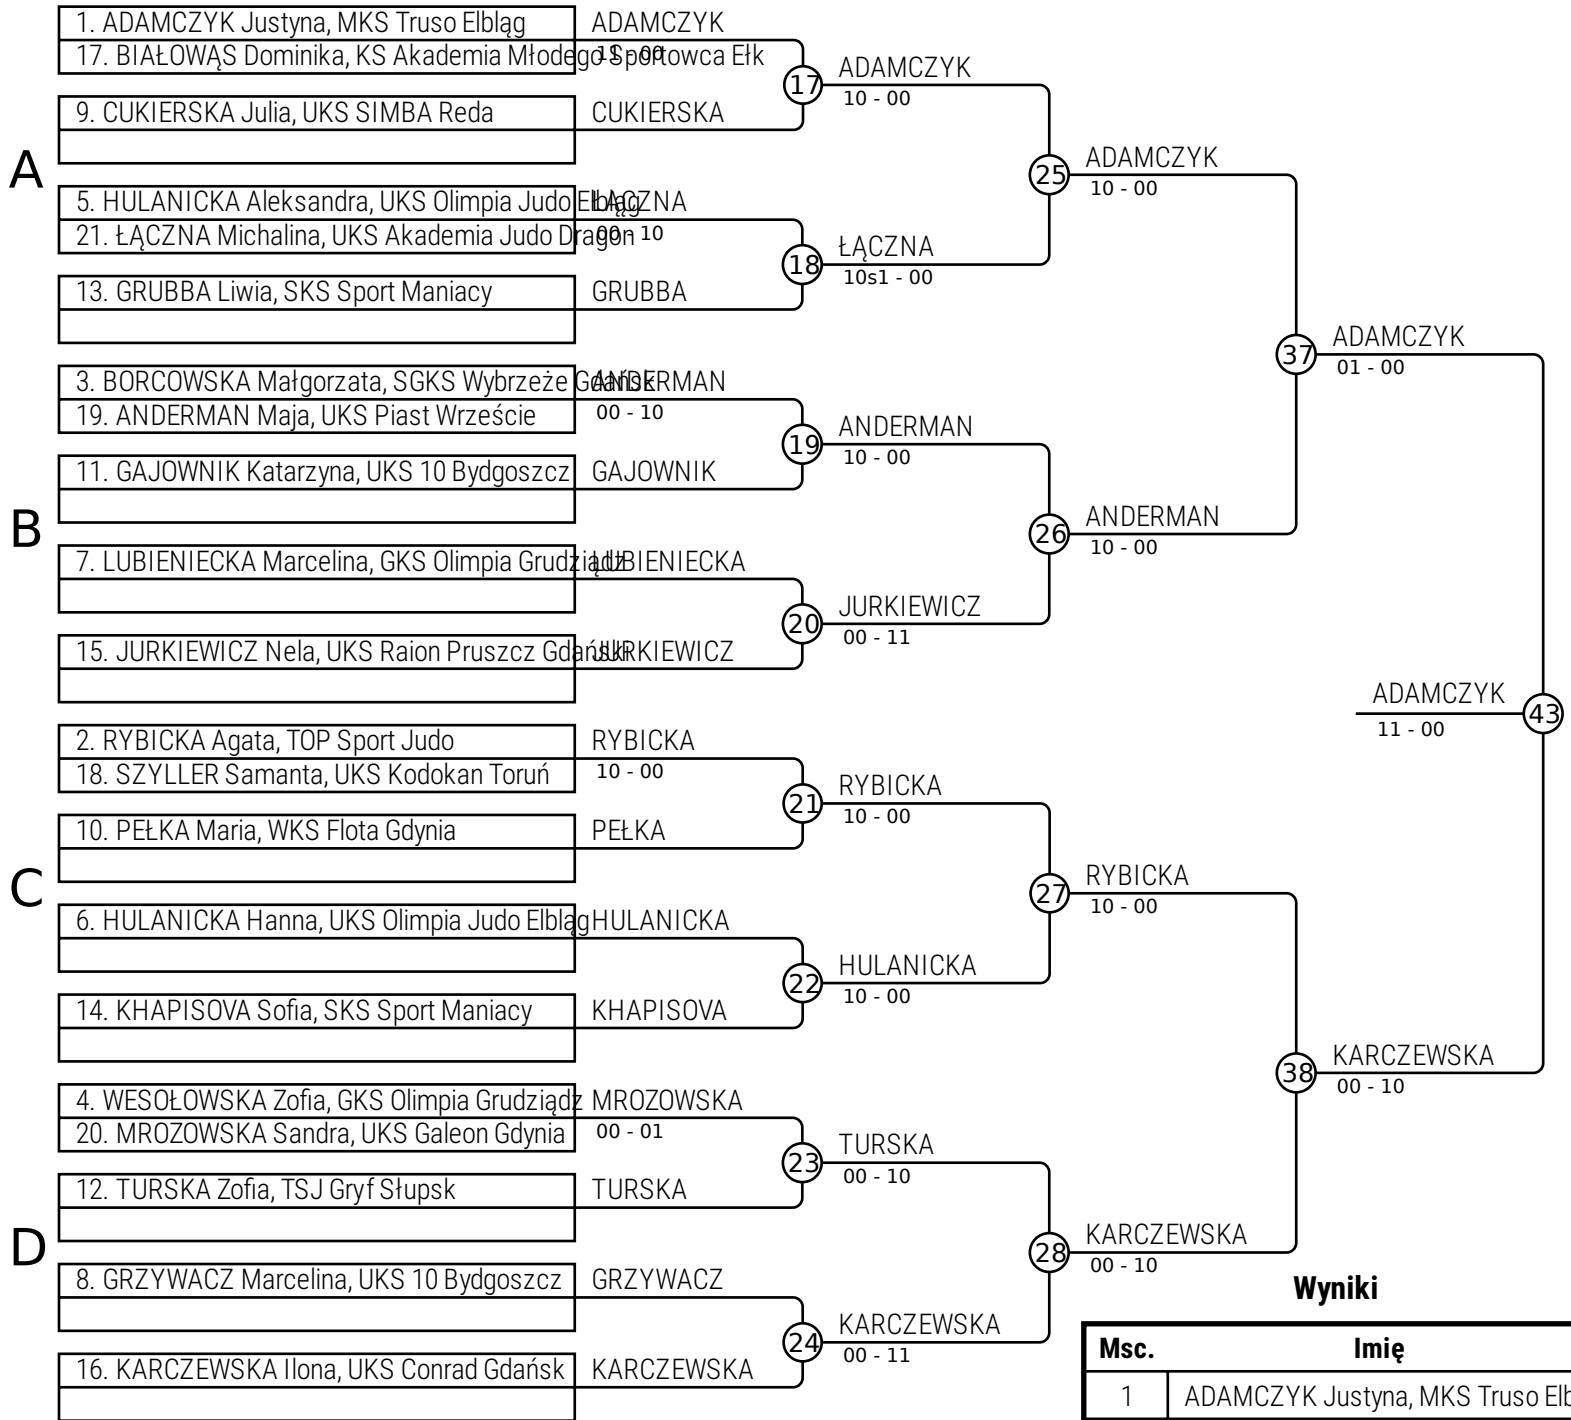 1. ADAMCZYK Justyna, MKS Truso Elbląg
ADAMCZYK
17. BIAŁOWĄS Dominika, KS Akademia Młodego Sportowca Ełk
11 - 00
17
ADAMCZYK
10 - 00
9. CUKIERSKA Julia, UKS SIMBA Reda
CUKIERSKA
A
25
ADAMCZYK
10 - 00
5. HULANICKA Aleksandra, UKS Olimpia Judo Elbląg
ŁĄCZNA
21. ŁĄCZNA Michalina, UKS Akademia Judo Dragon
00 - 10
18
ŁĄCZNA
10s1 - 00
13. GRUBBA Liwia, SKS Sport Maniacy
GRUBBA
37
ADAMCZYK
01 - 00
3. BORCOWSKA Małgorzata, SGKS Wybrzeże Gdańsk
ANDERMAN
19. ANDERMAN Maja, UKS Piast Wrzeście
00 - 10
19
ANDERMAN
10 - 00
11. GAJOWNIK Katarzyna, UKS 10 Bydgoszcz
GAJOWNIK
B
26
ANDERMAN
10 - 00
7. LUBIENIECKA Marcelina, GKS Olimpia Grudziądz
LUBIENIECKA
20
JURKIEWICZ
00 - 11
15. JURKIEWICZ Nela, UKS Raion Pruszcz Gdański
JURKIEWICZ
ADAMCZYK
43
11 - 00
2. RYBICKA Agata, TOP Sport Judo
RYBICKA
18. SZYLLER Samanta, UKS Kodokan Toruń
10 - 00
21
RYBICKA
10 - 00
10. PEŁKA Maria, WKS Flota Gdynia
PEŁKA
C
27
RYBICKA
10 - 00
6. HULANICKA Hanna, UKS Olimpia Judo Elbląg
HULANICKA
22
HULANICKA
10 - 00
14. KHAPISOVA Sofia, SKS Sport Maniacy
KHAPISOVA
38
KARCZEWSKA
00 - 10
4. WESOŁOWSKA Zofia, GKS Olimpia Grudziądz
MROZOWSKA
20. MROZOWSKA Sandra, UKS Galeon Gdynia
00 - 01
23
TURSKA
00 - 10
12. TURSKA Zofia, TSJ Gryf Słupsk
TURSKA
D
28
KARCZEWSKA
00 - 10
8. GRZYWACZ Marcelina, UKS 10 Bydgoszcz
GRZYWACZ
24
KARCZEWSKA
00 - 11
16. KARCZEWSKA Ilona, UKS Conrad Gdańsk
KARCZEWSKA
Wyniki
Msc. Imię
1 ADAMCZYK Justyna, MKS Truso Elb